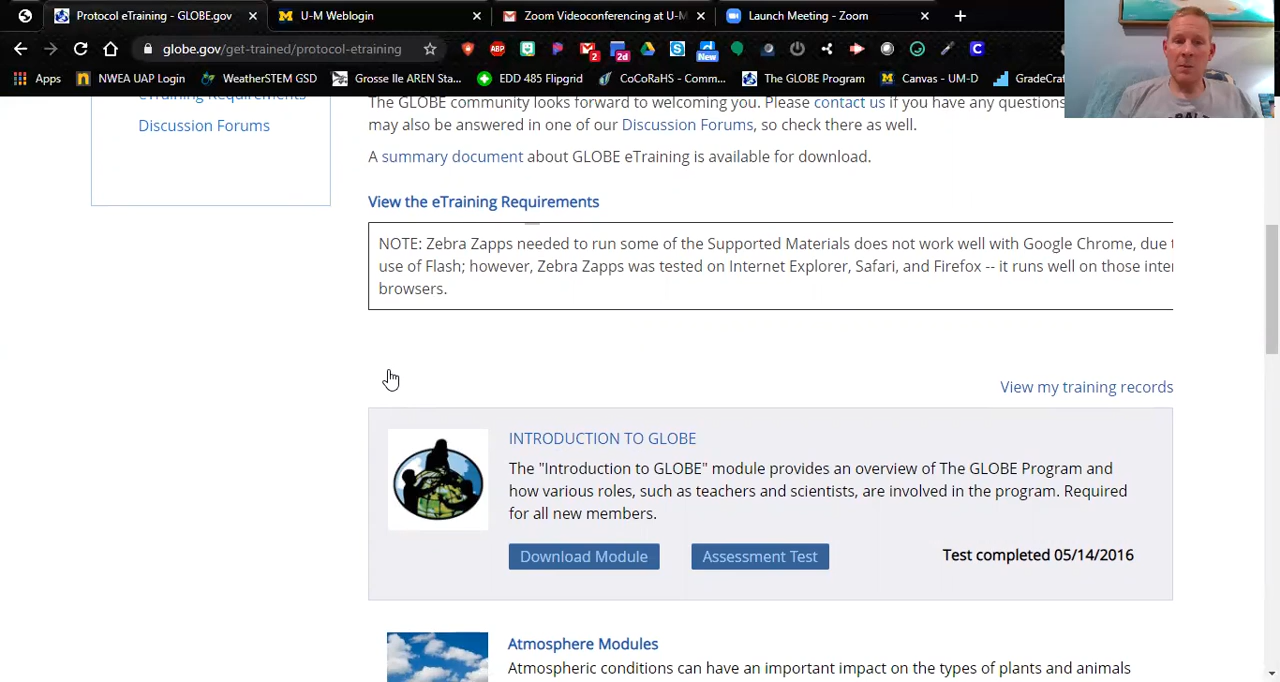 Protocol eTraining - GLOBE.gov
U-M Weblogin
Zoom Videoconferencing at U-M
Launch Meeting - Zoom
globe.gov/get-trained/protocol-etraining
ABP
2
2d
New
Apps
NWEA UAP Login
WeatherSTEM GSD
Grosse Ile AREN Sta...
EDD 485 Flipgrid
CoCoRaHS - Comm...
The GLOBE Program
Canvas - UM-D
GradeCraf
eTraining Requirements
Discussion Forums
The GLOBE community looks forward to welcoming you. Please contact us if you have any questions
may also be answered in one of our Discussion Forums, so check there as well.
A summary document about GLOBE eTraining is available for download.
View the eTraining Requirements
NOTE: Zebra Zapps needed to run some of the Supported Materials does not work well with Google Chrome, due
use of Flash; however, Zebra Zapps was tested on Internet Explorer, Safari, and Firefox -- it runs well on those inter
browsers.
View my training records
INTRODUCTION TO GLOBE
The "Introduction to GLOBE" module provides an overview of The GLOBE Program and
how various roles, such as teachers and scientists, are involved in the program. Required
for all new members.
Download Module
Assessment Test
Test completed 05/14/2016
Atmosphere Modules
Atmospheric conditions can have an important impact on the types of plants and animals